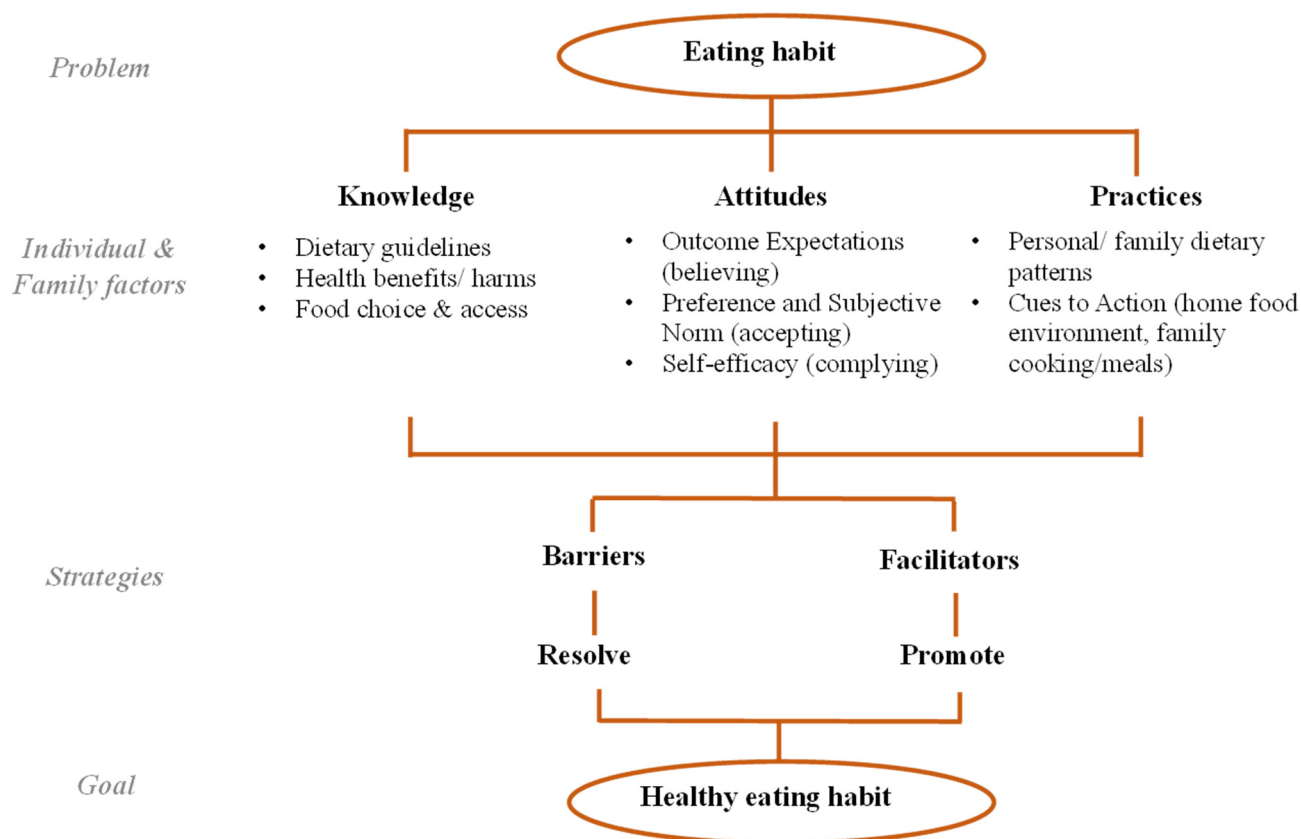 Problem
Eating habit
Individual &
Family factors
Knowledge
• Dietary guidelines
• Health benefits/ harms
• Food choice & access
Attitudes
• Outcome Expectations
(believing)
• Preference and Subjective
Norm (accepting)
• Self-efficacy (complying)
Practices
• Personal/ family dietary
patterns
• Cues to Action (home food
environment, family
cooking/meals)
Strategies
Barriers
Facilitators
Resolve
Promote
Goal
Healthy eating habit